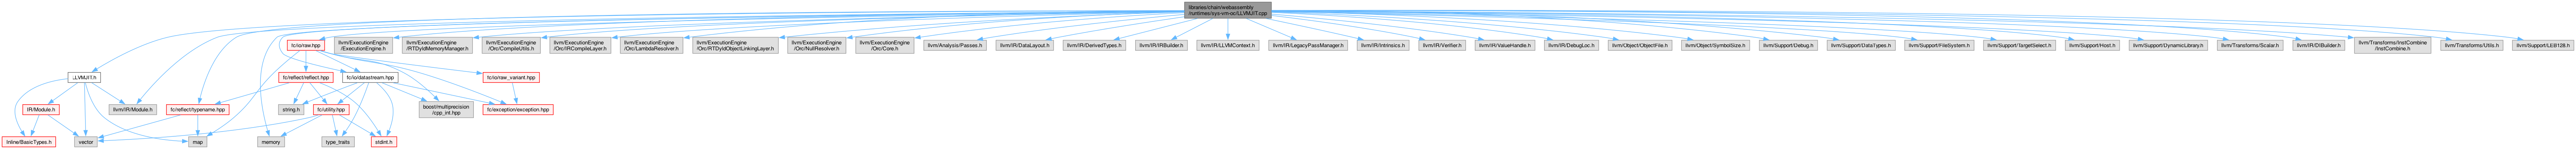 libraries/chain/webassembly
/runtimes/sys-vm-oc/LLVMJIT.cpp
fc/io/raw.hpp
llvm/ExecutionEngine
/ExecutionEngine.h
llvm/ExecutionEngine
/RTDyldMemoryManager.h
llvm/ExecutionEngine
/Orc/CompileUtils.h
llvm/ExecutionEngine
/Orc/IRCompileLayer.h
llvm/ExecutionEngine
/Orc/LambdaResolver.h
llvm/ExecutionEngine
/Orc/RTDyldObjectLinkingLayer.h
llvm/ExecutionEngine
/Orc/NullResolver.h
llvm/ExecutionEngine
/Orc/Core.h
llvm/Analysis/Passes.h
llvm/IR/DataLayout.h
llvm/IR/DerivedTypes.h
llvm/IR/IRBuilder.h
llvm/IR/LLVMContext.h
llvm/IR/LegacyPassManager.h
llvm/IR/Intrinsics.h
llvm/IR/Verifier.h
llvm/IR/ValueHandle.h
llvm/IR/DebugLoc.h
llvm/Object/ObjectFile.h
llvm/Object/SymbolSize.h
llvm/Support/Debug.h
llvm/Support/DataTypes.h
llvm/Support/FileSystem.h
llvm/Support/TargetSelect.h
llvm/Support/Host.h
llvm/Support/DynamicLibrary.h
llvm/Transforms/Scalar.h
llvm/IR/DIBuilder.h
llvm/Transforms/InstCombine
/InstCombine.h
llvm/Transforms/Utils.h
llvm/Support/LEB128.h
LLVMJIT.h
fc/reflect/reflect.hpp
fc/io/datastream.hpp
fc/io/raw_variant.hpp
IR/Module.h
llvm/IR/Module.h
fc/reflect/typename.hpp
string.h
fc/utility.hpp
boost/multiprecision
/cpp_int.hpp
fc/exception/exception.hpp
Inline/BasicTypes.h
vector
map
memory
type_traits
stdint.h